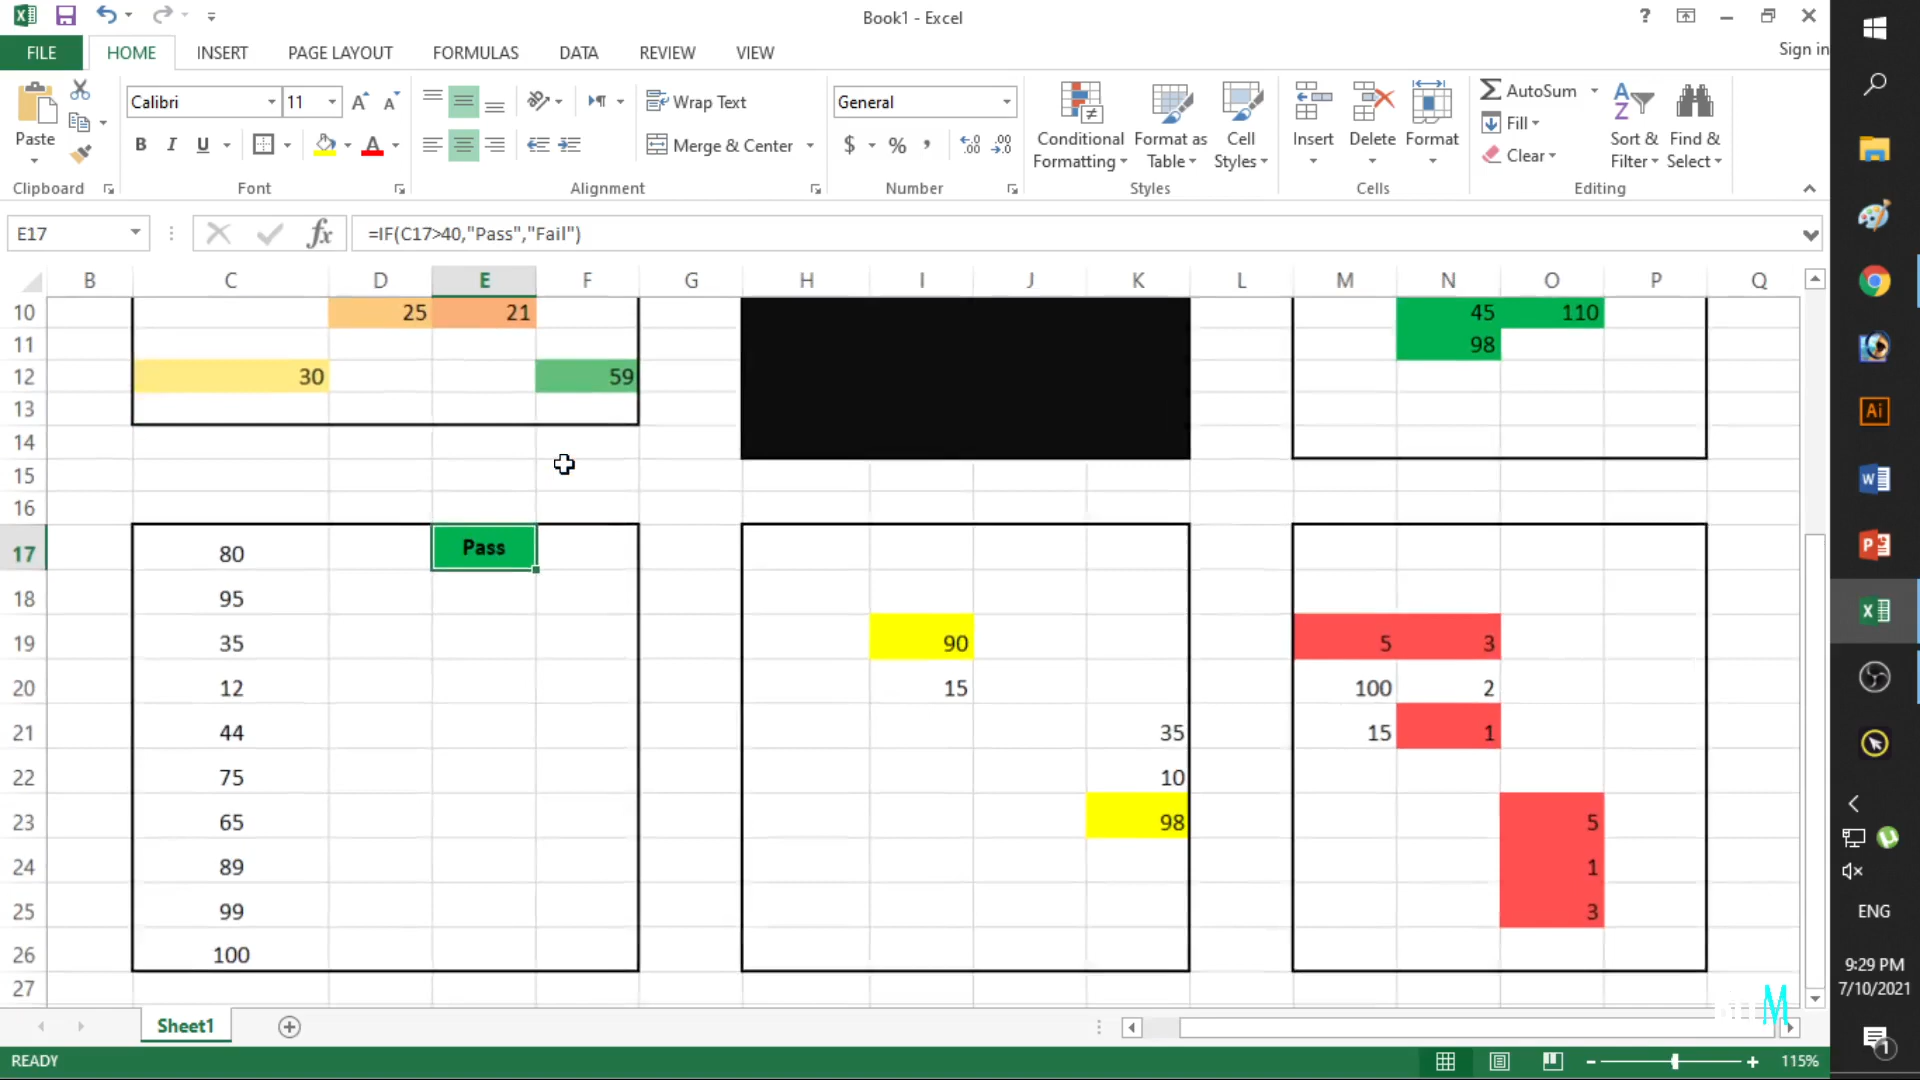 Book1 - Excel
?
Sign in
FILE HOME INSERT PAGE LAYOUT FORMULAS DATA REVIEW VIEW
Paste
Clipboard
Calibri 11
B I U
Font
Wrap Text
Merge & Center
Alignment
General
$ % ,
Number
Conditional Formatting
Format as Table
Cell Styles
Styles
Insert Delete Format
Cells
AutoSum
Fill
Clear
Sort & Filter
Find & Select
Editing
E17 fx =IF(C17>40,"Pass","Fail")
B C D E F G H I J K L M N O P Q
10 25 21 45 110
11 98
12 30 59
13
14
15
16
17 80 Pass
18 95
19 35 90 5 3
20 12 15 100 2
21 44 35 15 1
22 75 10
23 65 98 5
24 89 1
25 99 3
26 100
27
Sheet1
READY
115%
ENG
9:29 PM
7/10/2021
1